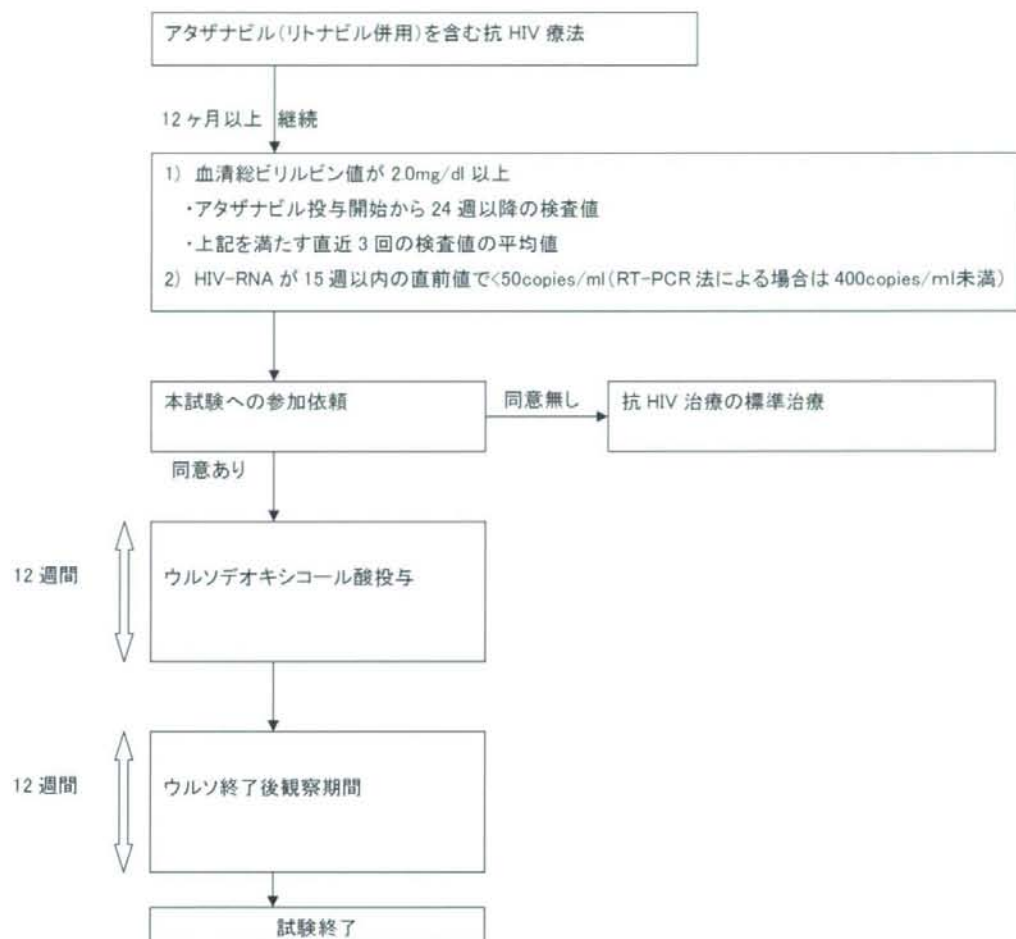 アタザナビル(リトナビル併用)を含む抗 HIV 療法
12ヶ月以上 継続
1) 血清総ビリルビン値が 2.0mg/dl 以上
・アタザナビル投与開始から 24 週以降の検査値
・上記を満たす直近 3 回の検査値の平均値
2) HIV-RNA が 15 週以内の直前値で<50copies/ml(RT-PCR 法による場合は 400copies/ml未満)
本試験への参加依頼
同意無し
抗 HIV 治療の標準治療
同意あり
12 週間
ウルソデオキシコール酸投与
12 週間
ウルソ終了後観察期間
試験終了